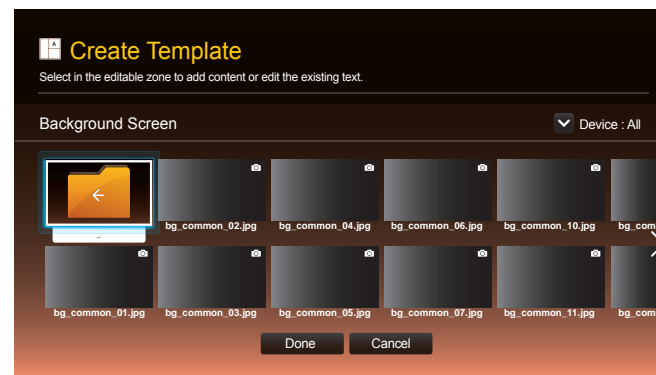 A
Create Template
Select in the editable zone to add content or edit the existing text.
Background Screen
Device : All
..
bg_common_02.jpg bg_common_04.jpg bg_common_06.jpg bg_common_10.jpg bg_com
bg_common_01.jpg bg_common_03.jpg bg_common_05.jpg bg_common_07.jpg bg_common_11.jpg bg_com
Done Cancel